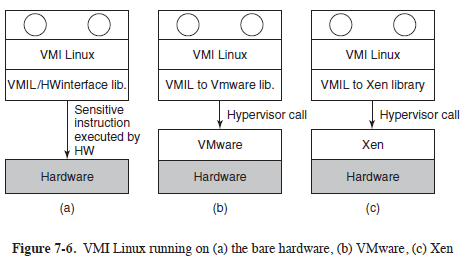 VMI Linux
VMIL/HWinterface lib.
Sensitive
instruction
executed by
HW
Hardware
(a)
VMI Linux
VMIL to Vmware lib.
Hypervisor call
VMware
Hardware
(b)
VMI Linux
VMIL to Xen library
Hypervisor call
Xen
Hardware
(c)
Figure 7-6. VMI Linux running on (a) the bare hardware, (b) VMware, (c) Xen